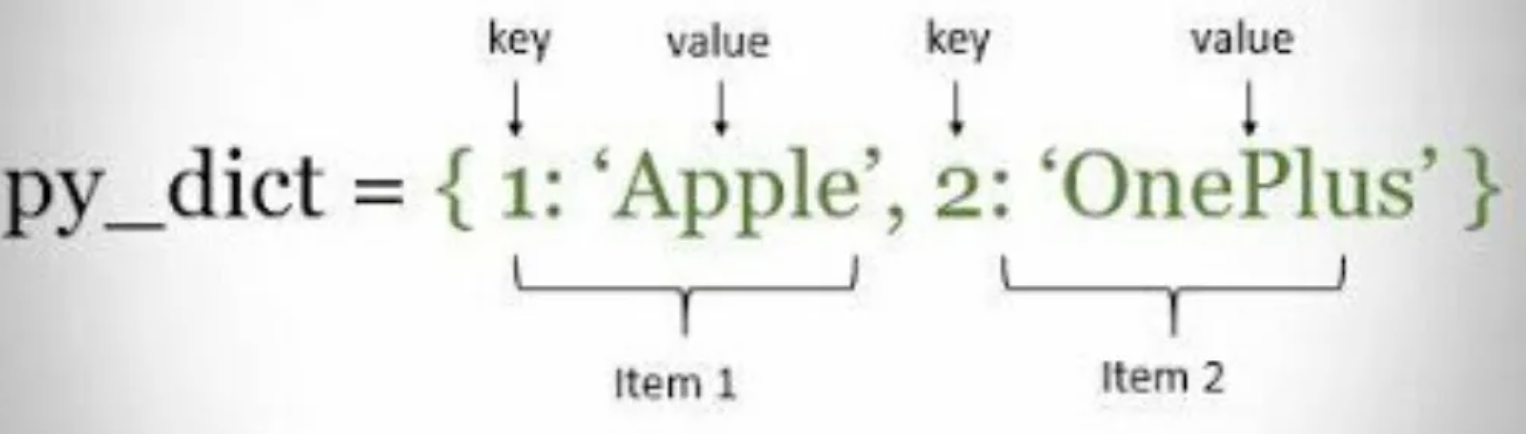 key value key value
py_dict = { 1: ‘Apple’, 2: ‘OnePlus’ }
Item 1 Item 2